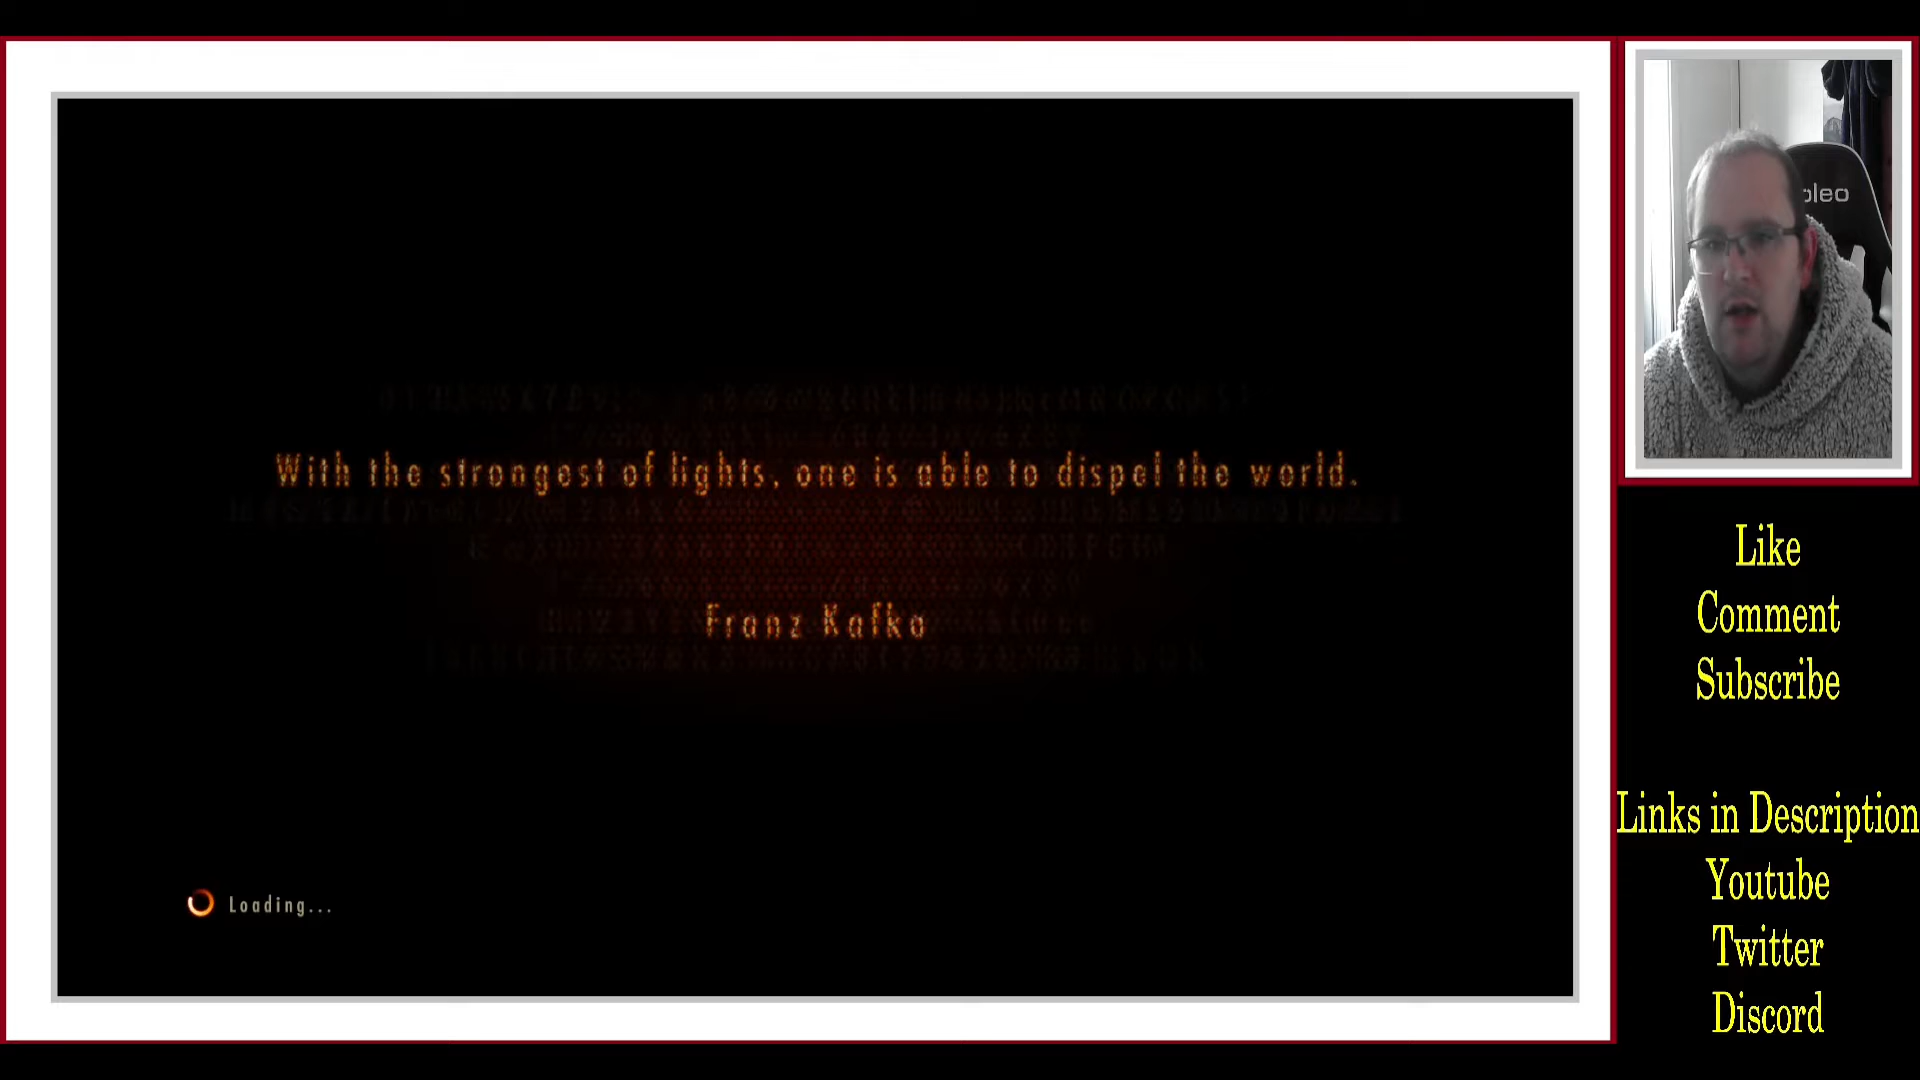 With the strongest of lights, one is able to dispel the world.
Franz Kafka
Loading...
Like
Comment
Subscribe
Links in Description
Youtube
Twitter
Discord